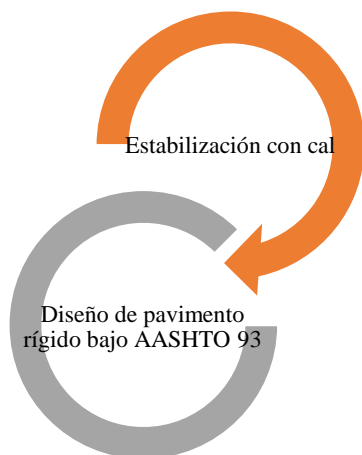 Estabilización con cal
Diseño de pavimento
rígido bajo AASHTO 93